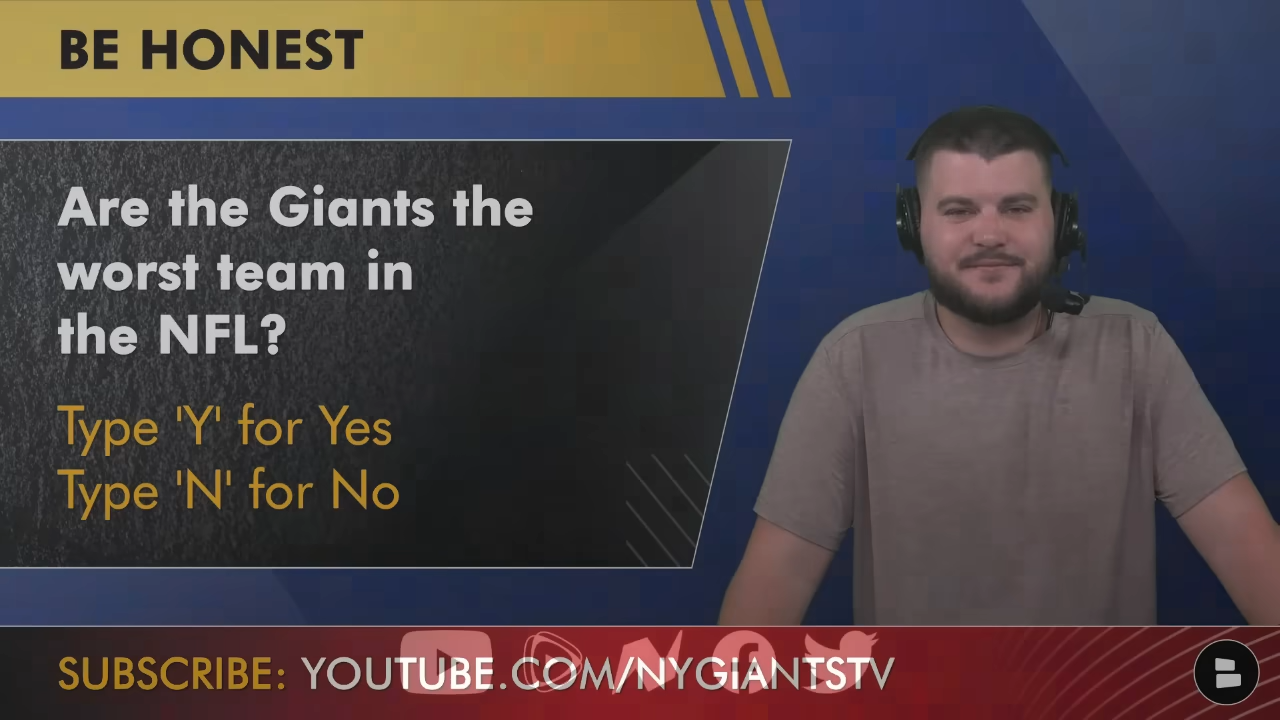 BE HONEST
Are the Giants the
worst team in
the NFL?
Type 'Y' for Yes
Type 'N' for No
SUBSCRIBE: YOUTUBE.COM/NYGIANTSTV